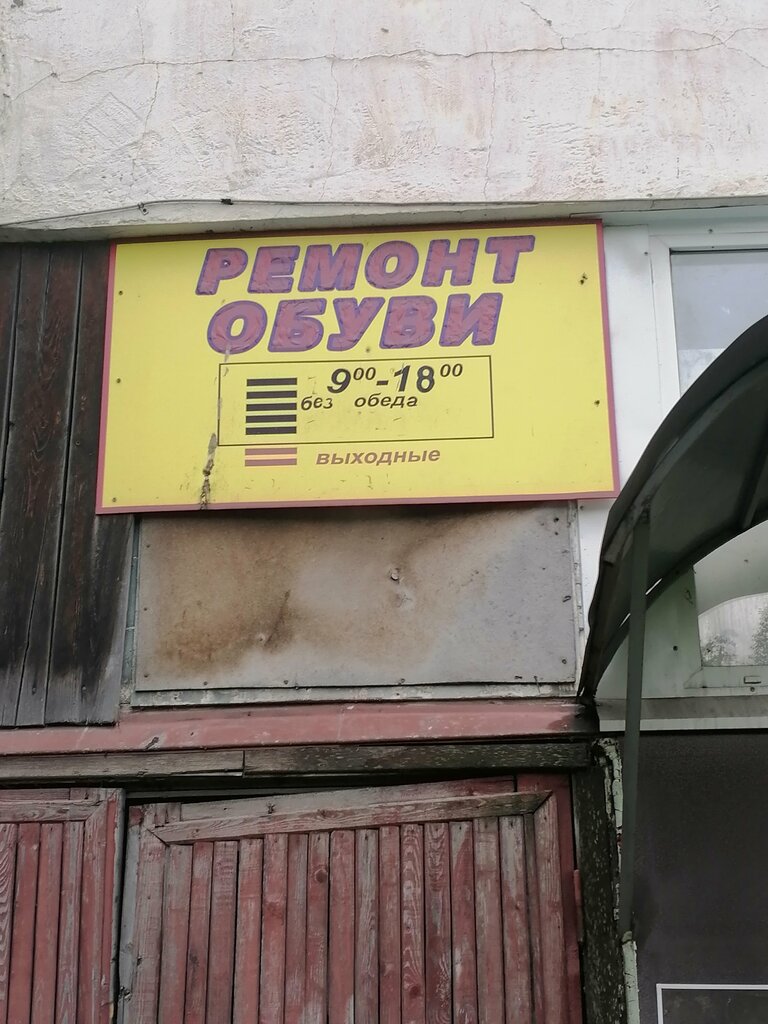 РЕМОНТ
ОБУВИ
9⁰⁰-18⁰⁰
без обеда
выходные